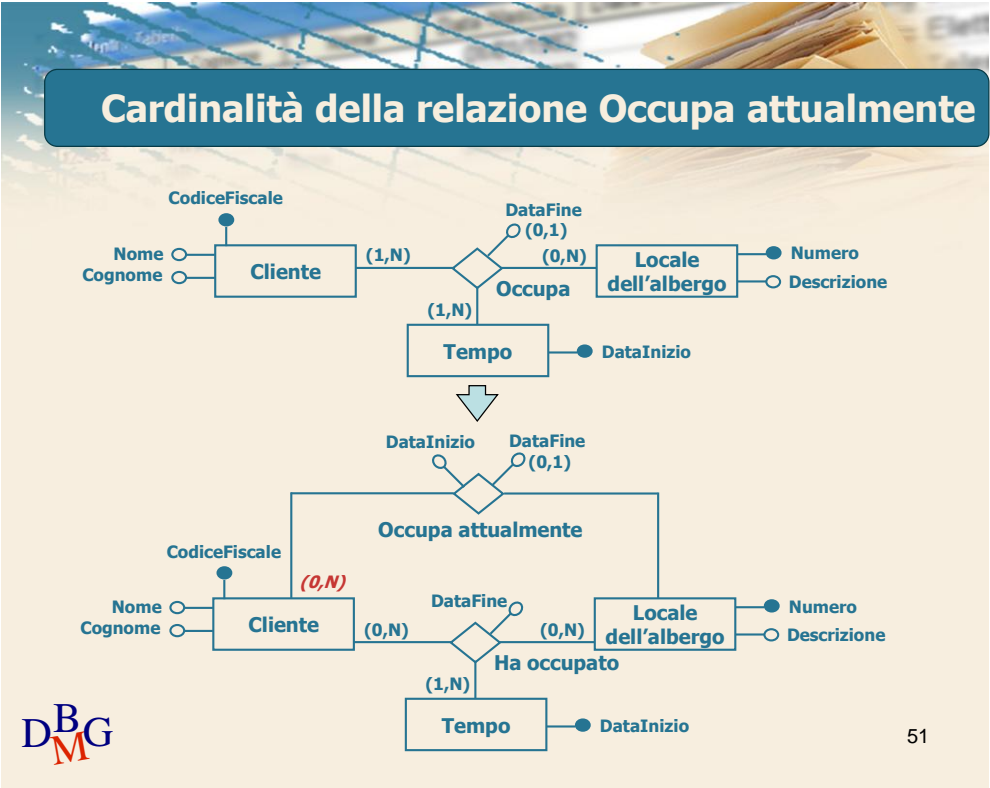 Cardinalità della relazione Occupa attualmente
CodiceFiscale
DataFine
(0,1)
Nome
Cognome
Cliente
(1,N)
(0,N)
Occupa
Locale
dell'albergo
Numero
Descrizione
(1,N)
Tempo
DataInizio
DataInizio
DataFine
(0,1)
Occupa attualmente
CodiceFiscale
(0,N)
Nome
Cognome
Cliente
(0,N)
DataFine
(0,N)
Ha occupato
Locale
dell'albergo
Numero
Descrizione
(1,N)
Tempo
DataInizio
DBMG
51